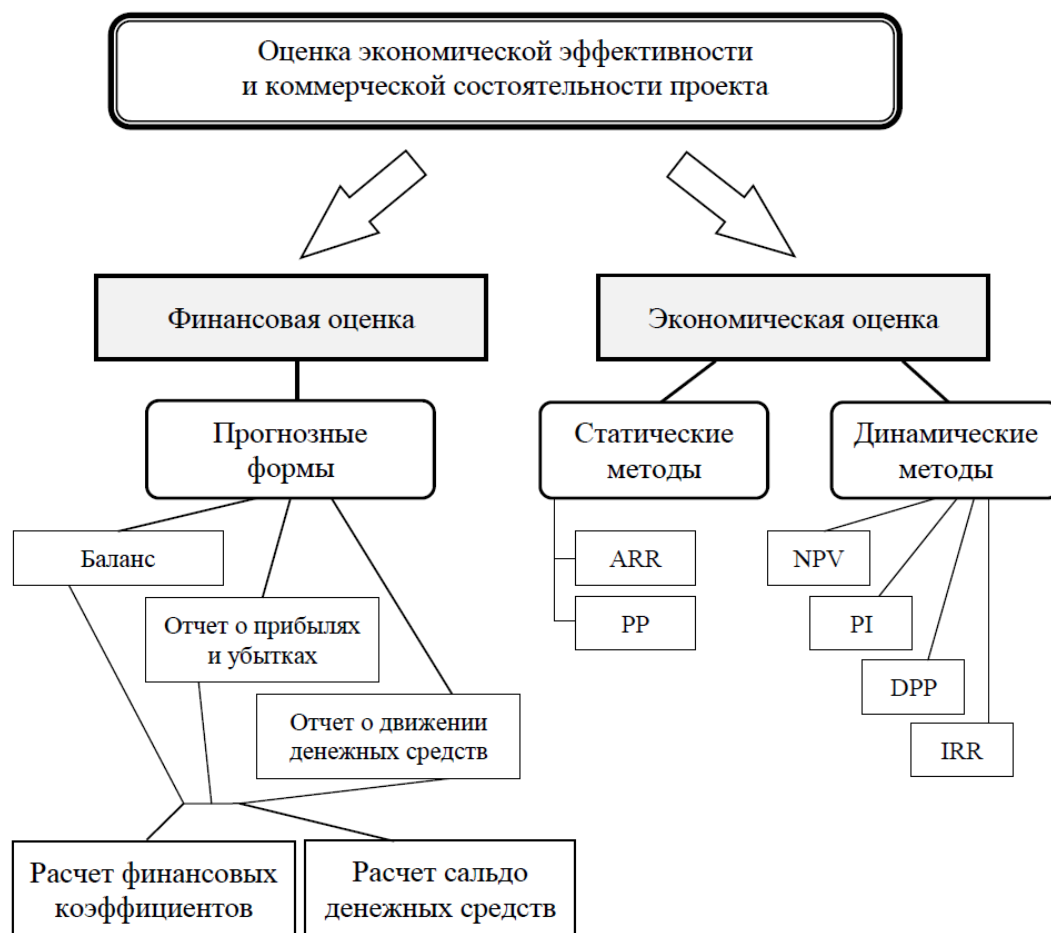 Оценка экономической эффективности
и коммерческой состоятельности проекта
Финансовая оценка
Экономическая оценка
Прогнозные
формы
Статические
методы
Динамические
методы
Баланс
Отчет о прибылях
и убытках
Отчет о движении
денежных средств
ARR
PP
NPV
PI
DPP
IRR
Расчет финансовых
коэффициентов
Расчет сальдо
денежных средств